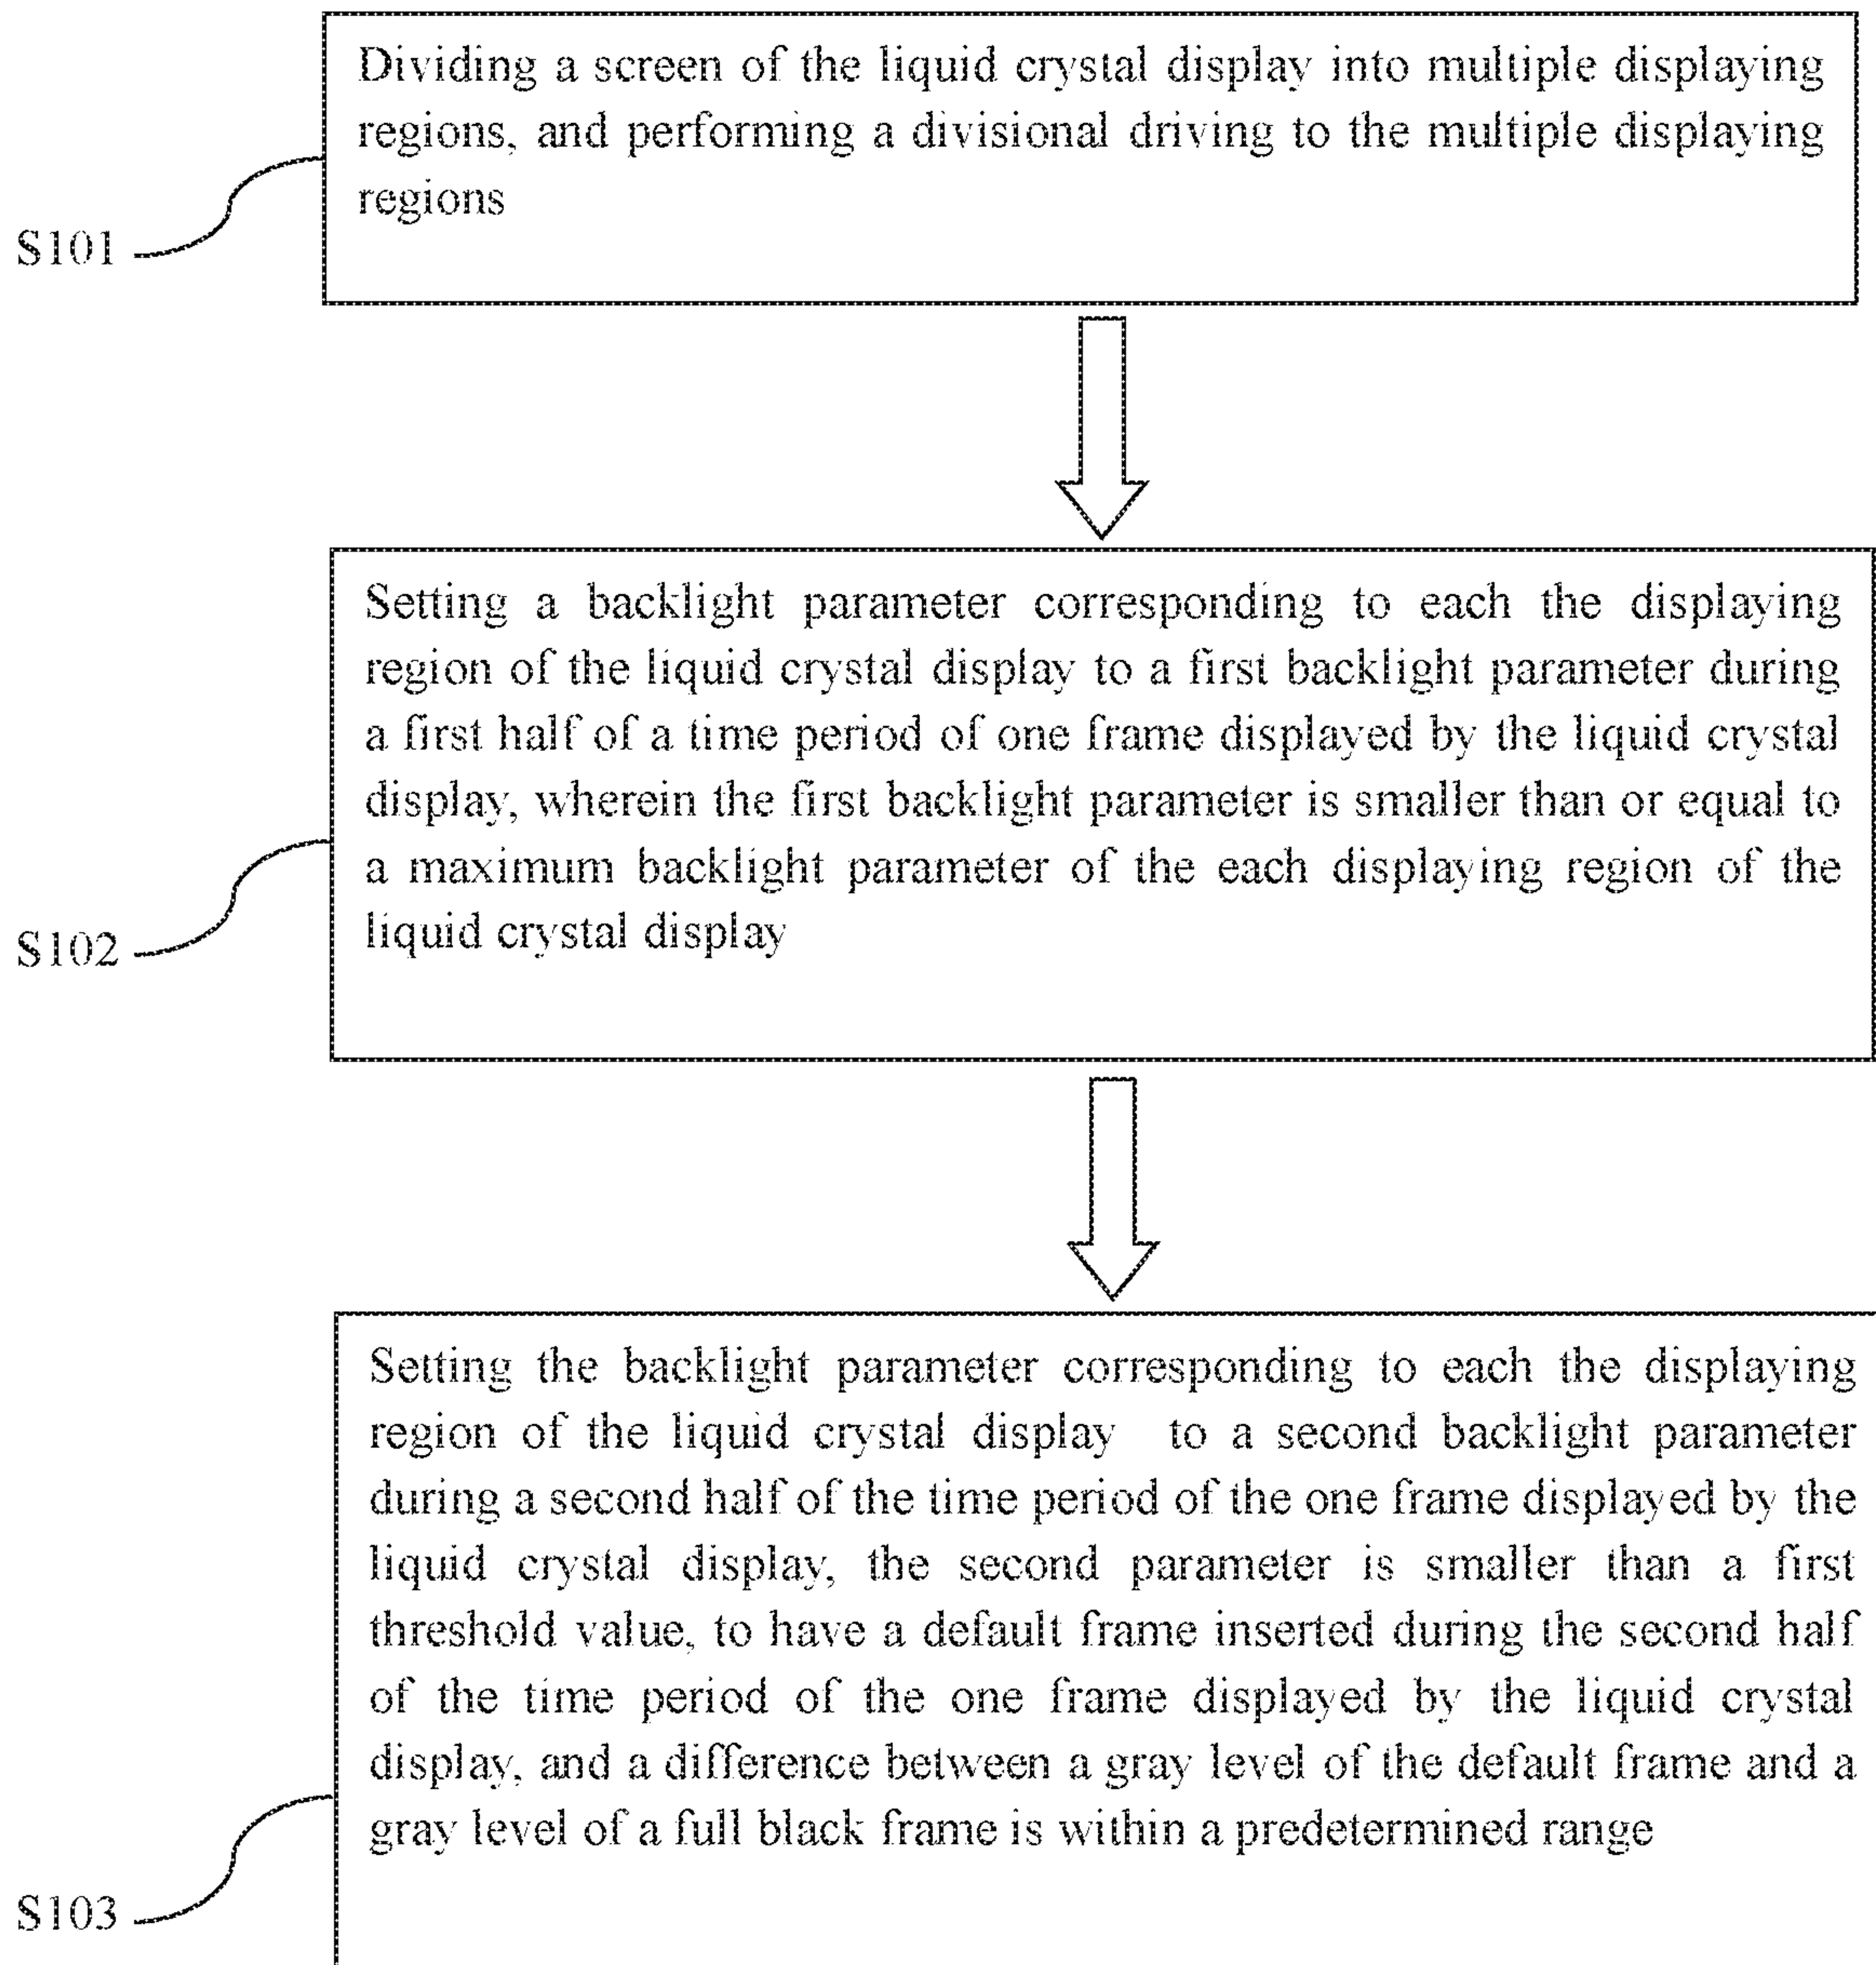 Dividing a screen of the liquid crystal display into multiple displaying
regions, and performing a divisional driving to the multiple displaying
regions
S101
Setting a backlight parameter corresponding to each the displaying
region of the liquid crystal display to a first backlight parameter during
a first half of a time period of one frame displayed by the liquid crystal
display, wherein the first backlight parameter is smaller than or equal to
a maximum backlight parameter of the each displaying region of the
liquid crystal display
S102
Setting the backlight parameter corresponding to each the displaying
region of the liquid crystal display to a second backlight parameter
during a second half of the time period of the one frame displayed by the
liquid crystal display, the second parameter is smaller than a first
threshold value, to have a default frame inserted during the second half
of the time period of the one frame displayed by the liquid crystal
display, and a difference between a gray level of the default frame and a
gray level of a full black frame is within a predetermined range
S103